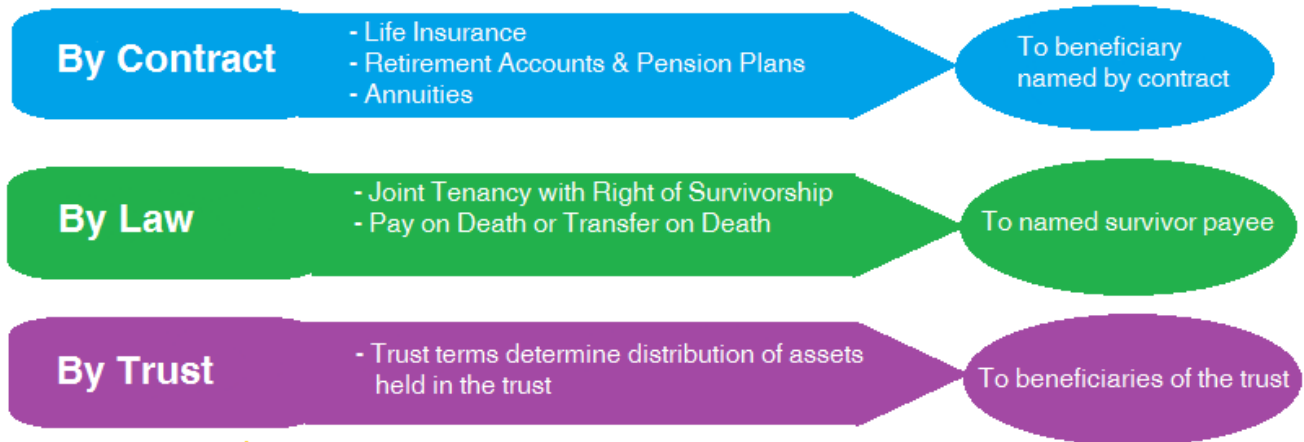 By Contract
- Life Insurance
- Retirement Accounts & Pension Plans
- Annuities
To beneficiary
named by contract
By Law
- Joint Tenancy with Right of Survivorship
- Pay on Death or Transfer on Death
To named survivor payee
By Trust
- Trust terms determine distribution of assets
held in the trust
To beneficiaries of the trust